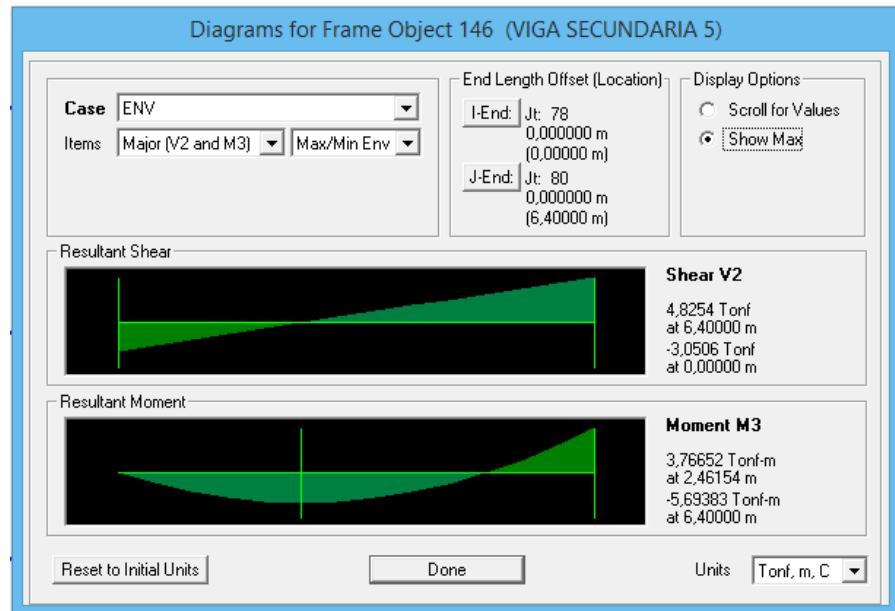 Diagrams for Frame Object 146 (VIGA SECUNDARIA 5)
Case ENV
Items Major (V2 and M3) Max/Min Env
End Length Offset (Location)
I-End: Jt: 78
0,000000 m
(0,00000 m)
J-End: Jt: 80
0,000000 m
(6,40000 m)
Display Options
Scroll for Values
Show Max
Resultant Shear
Shear V2
4,8254 Tonf
at 6,40000 m
-3,0506 Tonf
at 0,00000 m
Resultant Moment
Moment M3
3,76652 Tonf-m
at 2,46154 m
-5,69383 Tonf-m
at 6,40000 m
Reset to Initial Units
Done
Units Tonf, m, C